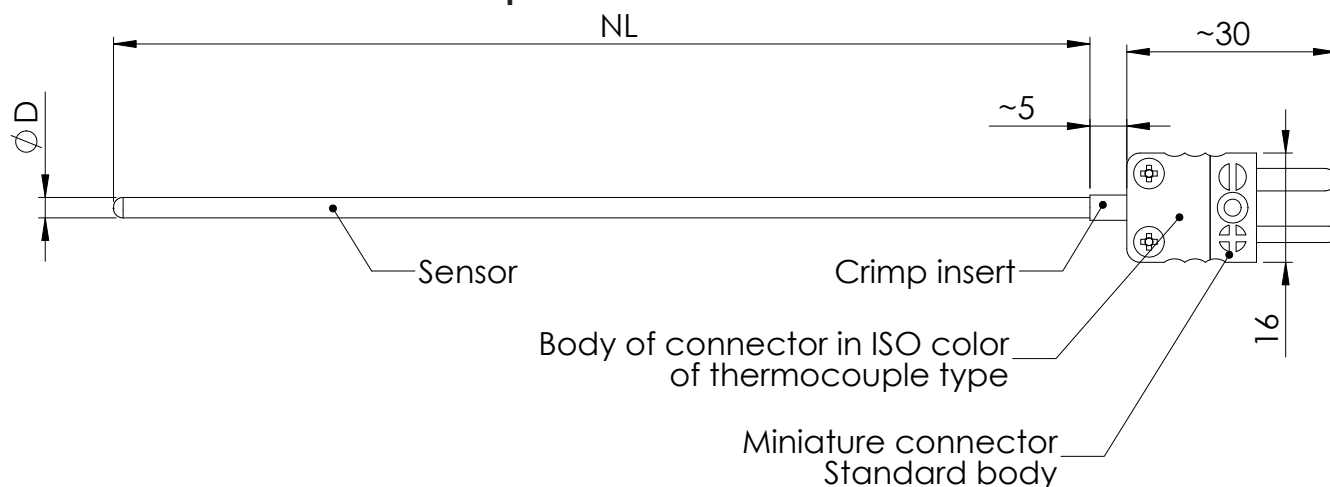 NL
~30
~5
⌀D
Sensor
Crimp insert
16
Body of connector in ISO color
of thermocouple type
Miniature connector
Standard body